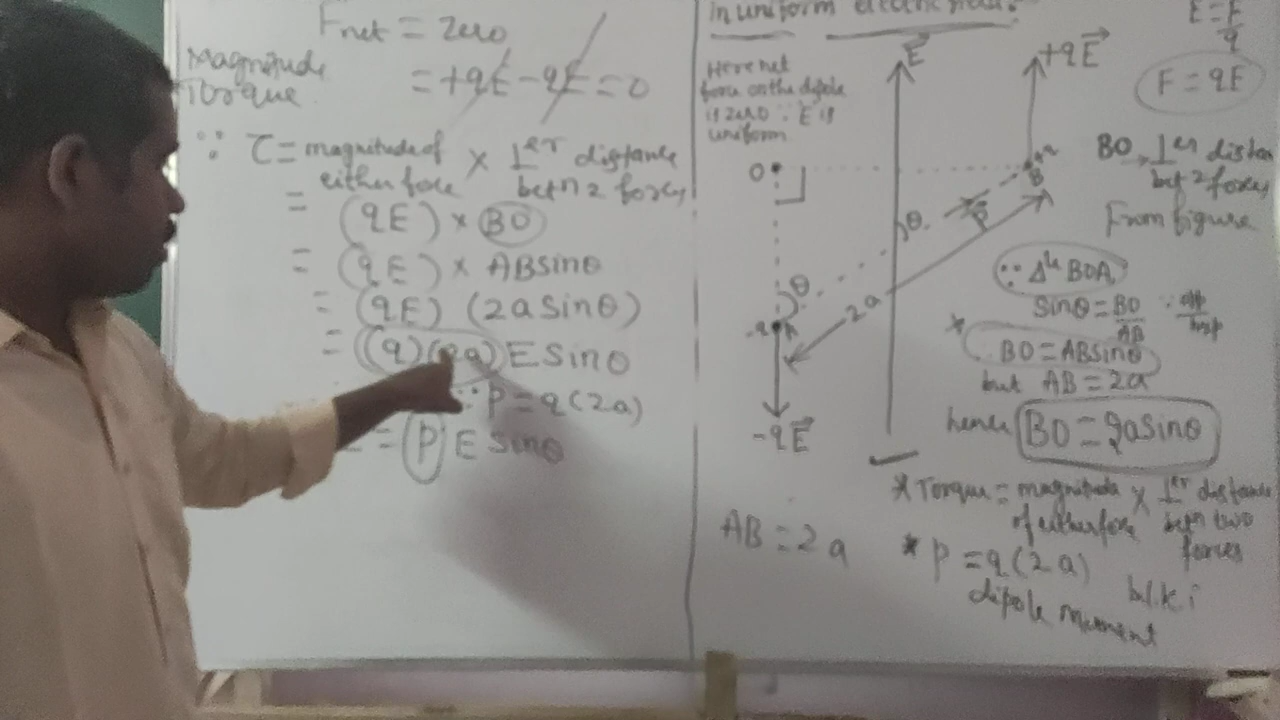 Fnet = Zero
Magnitude
Torque
= +qE - qE = 0
∵ τ = magnitude of either force × ⊥er distance betn 2 forces
= (qE) × BO
= (qE) × ABsinθ
= (qE) (2a Sinθ)
= (q)(2a) E Sinθ
∵ P = q(2a)
= P E Sinθ
in uniform electric field.
Here net
force on the dipole
is zero ∵ E is
uniform
E⃗
+qE⃗
O
B
θ
P⃗
θ
2a
A
-qE⃗
AB = 2a
E = F/q
F = qE
BO → ⊥er distan
betn 2 forces
From figure
∵ Δle BOA
Sinθ = BO/AB ∵ opp/hyp
* BO = ABsinθ
but AB = 2a
hence BO = 2aSinθ
* Torque = magnitude of either force × ⊥er distance betn two forces
* P = q(2a)
dipole moment